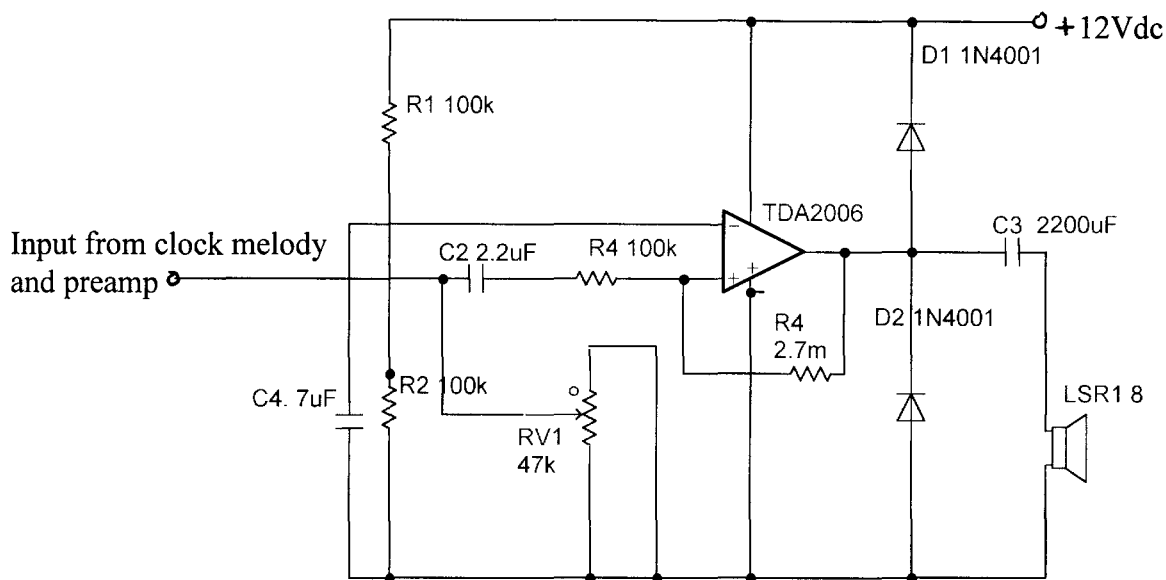 +12Vdc
D1 1N4001
R1 100k
TDA2006
Input from clock melody
and preamp
C2 2.2uF
R4 100k
C3 2200uF
R4
2.7m
D2 1N4001
C4. 7uF
R2 100k
RV1
47k
LSR1 8